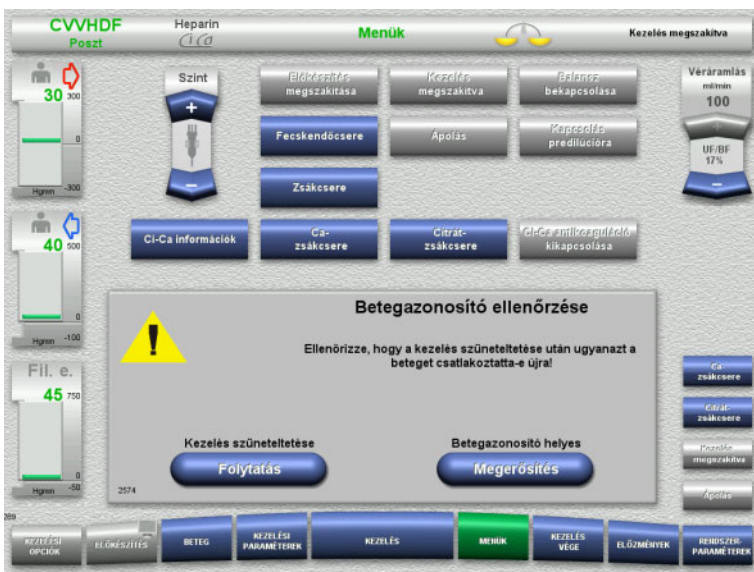 CVVHDF
Poszt
Heparin
Ci Ca
Menük
Kezelés megszakítva
30
300
0
-300
Hgmm
40
500
0
-100
Hgmm
Fil. e.
45
750
0
-50
Hgmm
Szint
+
−
Előkészítés
megszakítása
Kezelés
megszakítva
Balansz
bekapcsolása
Fecskendőcsere
Ápolás
Kapcsolás
predilúcióra
Zsákcsere
Ci-Ca információk
Ca-
zsákcsere
Citrát-
zsákcsere
Ci-Ca antikoaguláció
kikapcsolása
Véráramlás
ml/min
100
+
UF/BF
17%
−
Betegazonosító ellenőrzése
!
Ellenőrizze, hogy a kezelés szüneteltetése után ugyanazt a
beteget csatlakoztatta-e újra!
Kezelés szüneteltetése
Folytatás
Betegazonosító helyes
Megerősítés
2574
Ca-
zsákcsere
Citrát-
zsákcsere
Kezelés
megszakítva
Ápolás
289
KEZELÉSI
OPCIÓK
ELŐKÉSZÍTÉS
BETEG
KEZELÉSI
PARAMÉTEREK
KEZELÉS
MENÜK
KEZELÉS
VÉGE
ELŐZMÉNYEK
RENDSZER-
PARAMÉTEREK